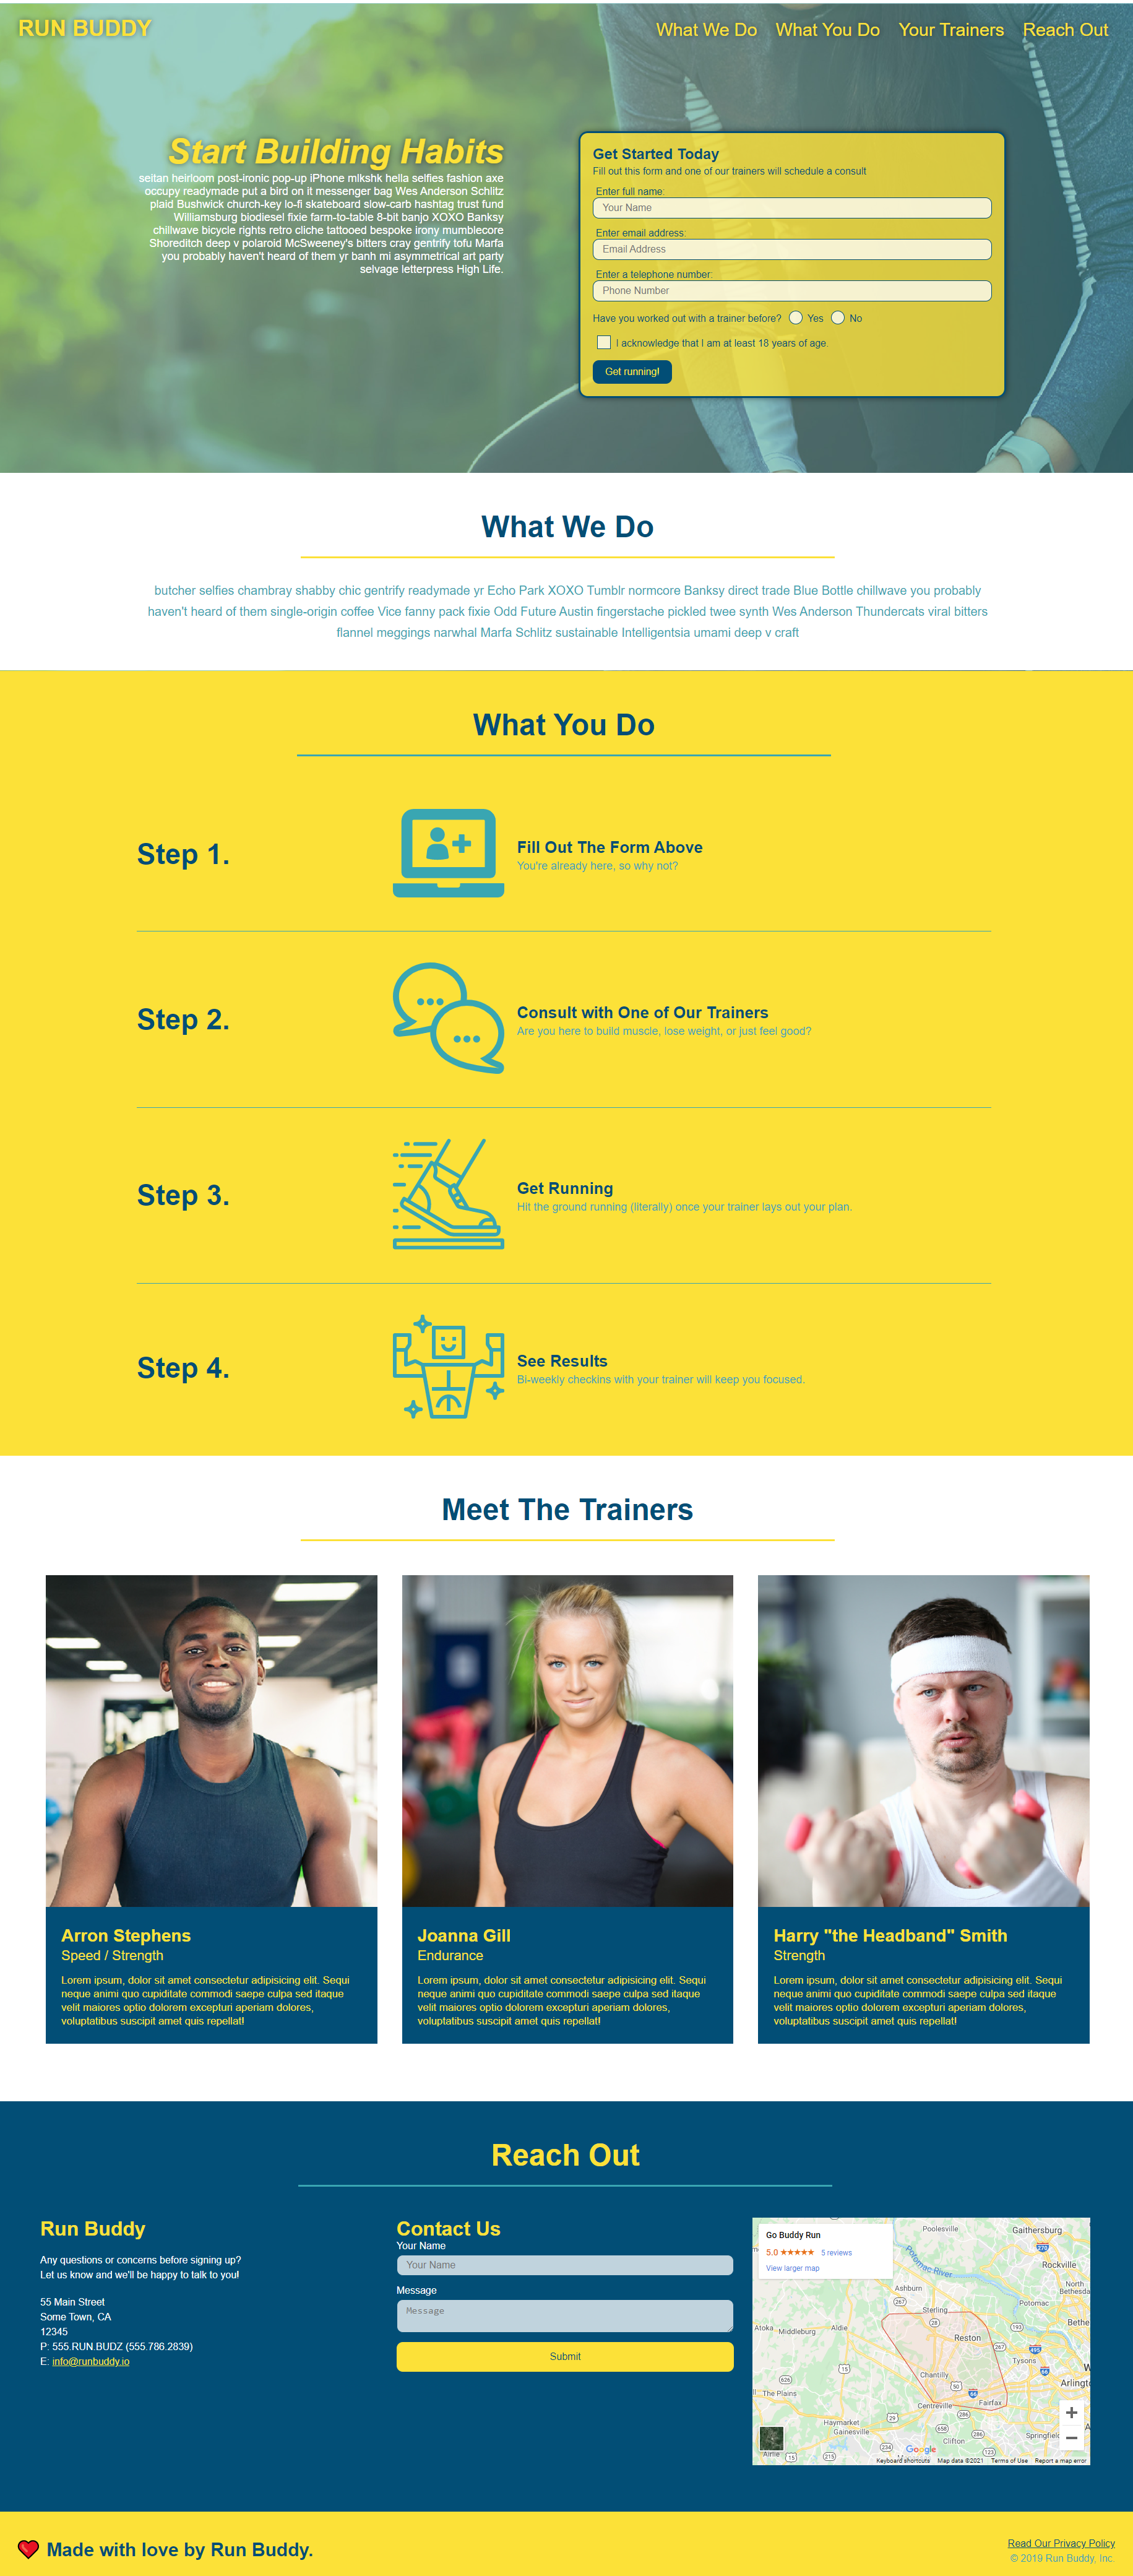 RUN BUDDY
What We Do
What You Do
Your Trainers
Reach Out
Start Building Habits
seitan heirloom post-ironic pop-up iPhone mlkshk hella selfies fashion axe
occupy readymade put a bird on it messenger bag Wes Anderson Schlitz
plaid Bushwick church-key lo-fi skateboard slow-carb hashtag trust fund
Williamsburg biodiesel fixie farm-to-table 8-bit banjo XOXO Banksy
chillwave bicycle rights retro cliche tattooed bespoke irony mumblecore
Shoreditch deep v polaroid McSweeney's bitters cray gentrify tofu Marfa
you probably haven't heard of them yr banh mi asymmetrical art party
selvage letterpress High Life.
Get Started Today
Fill out this form and one of our trainers will schedule a consult
Enter full name:
Your Name
Enter email address:
Email Address
Enter a telephone number:
Phone Number
Have you worked out with a trainer before? Yes No
I acknowledge that I am at least 18 years of age.
Get running!
What We Do
butcher selfies chambray shabby chic gentrify readymade yr Echo Park XOXO Tumblr normcore Banksy direct trade Blue Bottle chillwave you probably
haven't heard of them single-origin coffee Vice fanny pack fixie Odd Future Austin fingerstache pickled twee synth Wes Anderson Thundercats viral bitters
flannel meggings narwhal Marfa Schlitz sustainable Intelligentsia umami deep v craft
What You Do
Step 1.
Fill Out The Form Above
You're already here, so why not?
Step 2.
Consult with One of Our Trainers
Are you here to build muscle, lose weight, or just feel good?
Step 3.
Get Running
Hit the ground running (literally) once your trainer lays out your plan.
Step 4.
See Results
Bi-weekly checkins with your trainer will keep you focused.
Meet The Trainers
Arron Stephens
Speed / Strength
Lorem ipsum, dolor sit amet consectetur adipisicing elit. Sequi
neque animi quo cupiditate commodi saepe culpa sed itaque
velit maiores optio dolorem excepturi aperiam dolores,
voluptatibus suscipit amet quis repellat!
Joanna Gill
Endurance
Lorem ipsum, dolor sit amet consectetur adipisicing elit. Sequi
neque animi quo cupiditate commodi saepe culpa sed itaque
velit maiores optio dolorem excepturi aperiam dolores,
voluptatibus suscipit amet quis repellat!
Harry "the Headband" Smith
Strength
Lorem ipsum, dolor sit amet consectetur adipisicing elit. Sequi
neque animi quo cupiditate commodi saepe culpa sed itaque
velit maiores optio dolorem excepturi aperiam dolores,
voluptatibus suscipit amet quis repellat!
Reach Out
Run Buddy
Any questions or concerns before signing up?
Let us know and we'll be happy to talk to you!
55 Main Street
Some Town, CA
12345
P: 555.RUN.BUDZ (555.786.2839)
E: info@runbuddy.io
Contact Us
Your Name
Your Name
Message
Message
Submit
Go Buddy Run
5.0 ★★★★★ 5 reviews
View larger map
Poolesville
Gaithersburg
270
Potomac River
Rockville
North
Bethesda
Ashburn
267
Potomac
Sterling
28
193
Bethe
Atoka
Middleburg
Aldie
Reston
267
495
Tysons
66
15
Chantilly
626
50
Arlingt
The Plains
66
Centreville
Fairfax
286
29
Haymarket
Gainesville
658
286
Springfield
Clifton
234
Google
123
Airlie
15
215
Keyboard shortcuts
Map data ©2021
Terms of Use
Report a map error
Made with love by Run Buddy.
Read Our Privacy Policy
© 2019 Run Buddy, Inc.